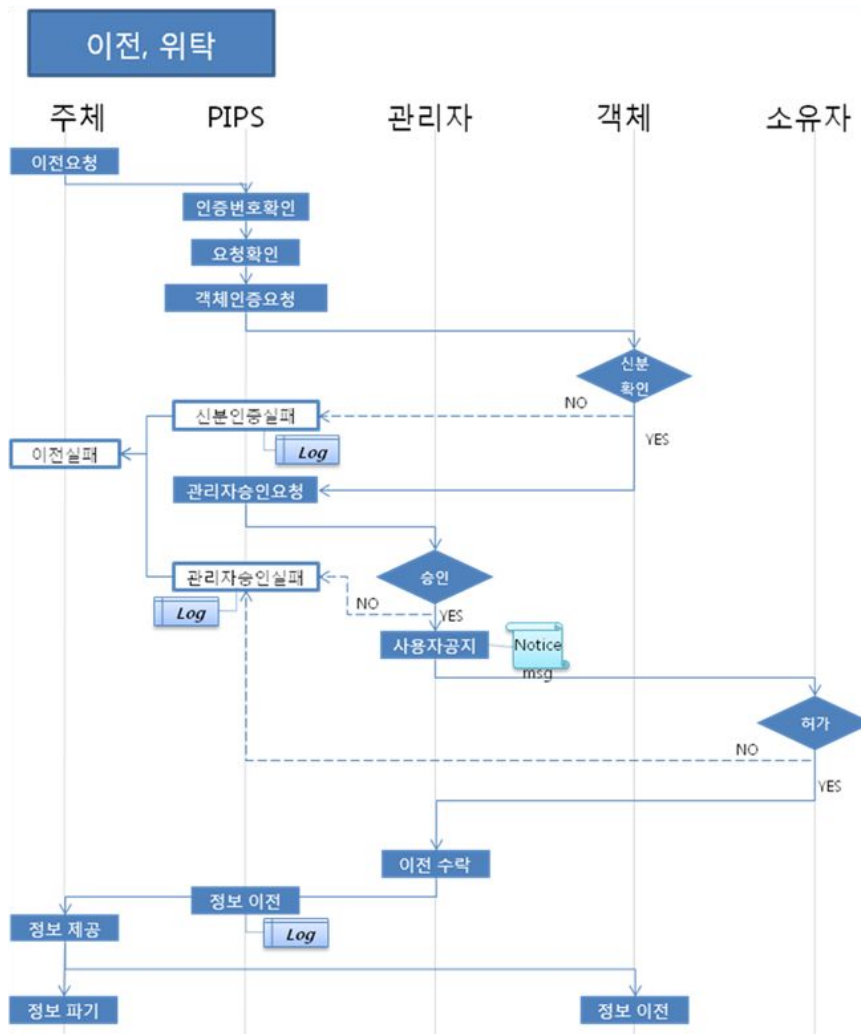 이전, 위탁
주체 PIPS 관리자 객체 소유자
이전요청
인증번호확인
요청확인
객체인증요청
신분
확인
NO
신분인증실패
YES
Log
이전실패
관리자승인요청
승인
관리자승인실패
NO
YES
Log
사용자공지
Notice
msg
허가
NO
YES
이전 수락
정보 이전
정보 제공
Log
정보 파기
정보 이전